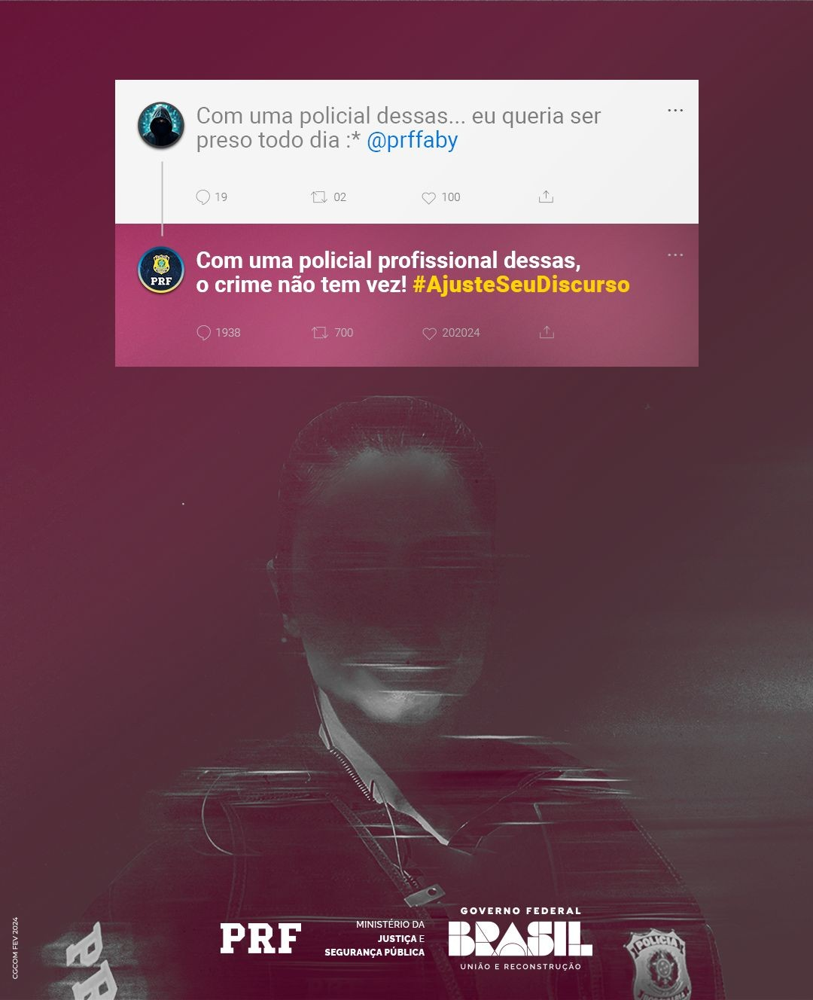 Com uma policial dessas... eu queria ser
preso todo dia :* @prffaby
19 02 100
PRF
Com uma policial profissional dessas,
o crime não tem vez! #AjusteSeuDiscurso
1938 700 202024
PRF
MINISTÉRIO DA
JUSTIÇA E
SEGURANÇA PÚBLICA
GOVERNO FEDERAL
BRASIL
UNIÃO E RECONSTRUÇÃO
CGCOM FEV 2024
POLICIA